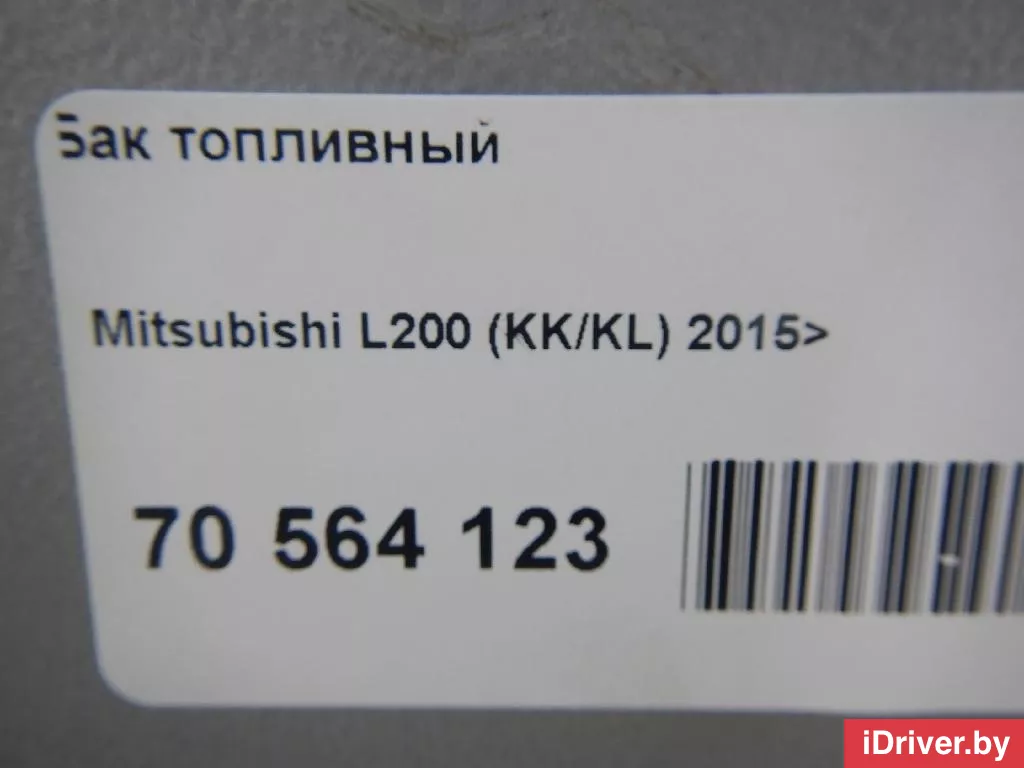 Бак топливный
Mitsubishi L200 (KK/KL) 2015>
70 564 123
iDriver.by